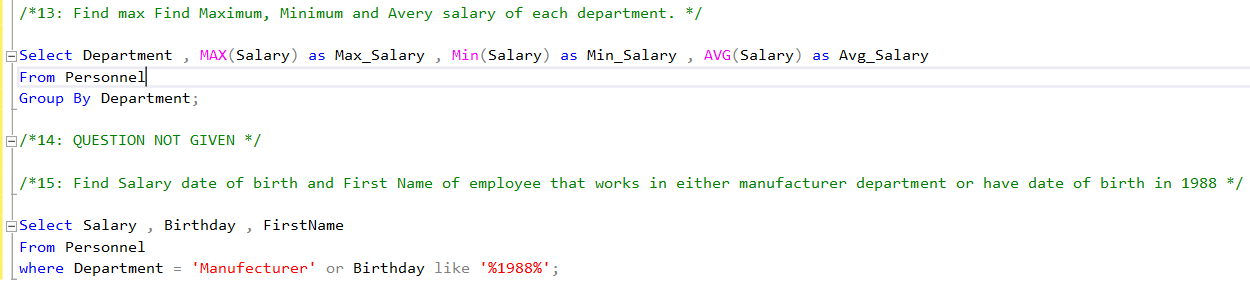 /*13: Find max Find Maximum, Minimum and Avery salary of each department. */
Select Department , MAX(Salary) as Max_Salary , Min(Salary) as Min_Salary , AVG(Salary) as Avg_Salary
From Personnel
Group By Department;
/*14: QUESTION NOT GIVEN */
/*15: Find Salary date of birth and First Name of employee that works in either manufacturer department or have date of birth in 1988 */
Select Salary , Birthday , FirstName
From Personnel
where Department = 'Manufecturer' or Birthday like '%1988%';